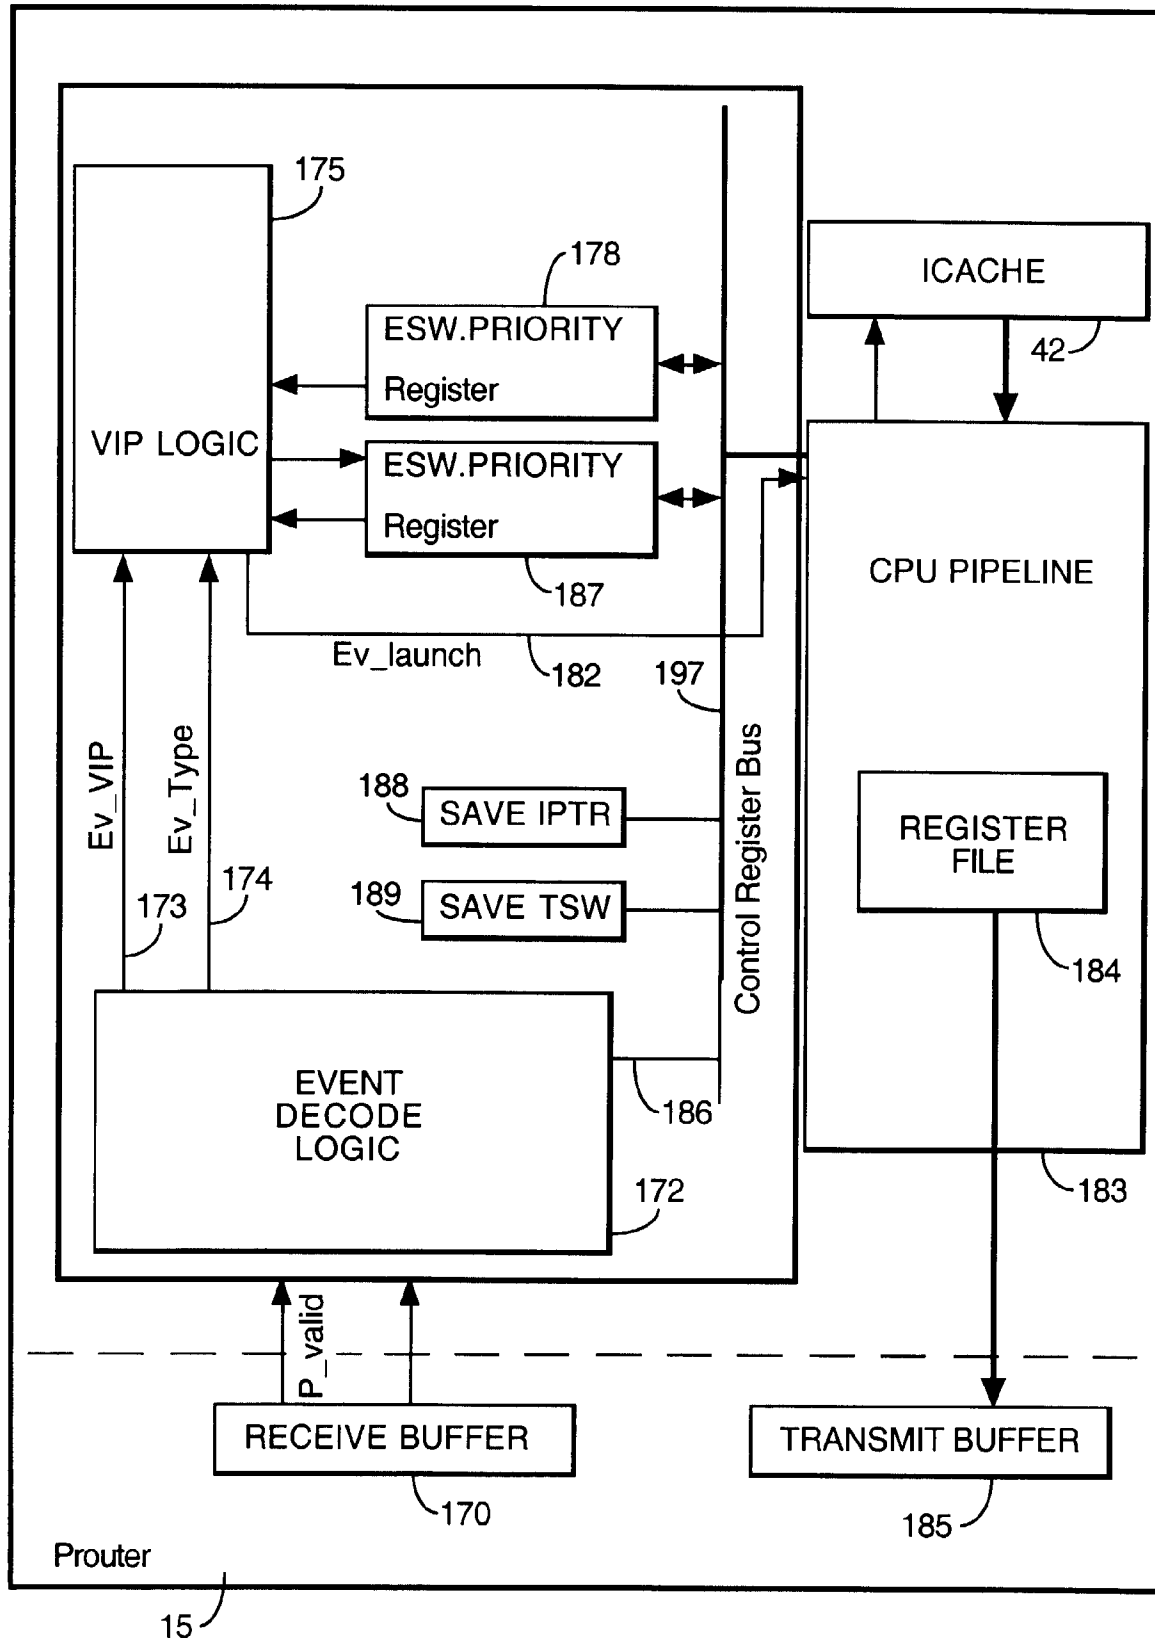 175
178
ICACHE
42
ESW.PRIORITY
Register
VIP LOGIC
ESW.PRIORITY
Register
187
CPU PIPELINE
Ev_launch
182
197
Ev_VIP
Ev_Type
Control Register Bus
188
SAVE IPTR
189
SAVE TSW
REGISTER
FILE
173
174
184
EVENT
DECODE
LOGIC
186
172
183
P_valid
RECEIVE BUFFER
170
TRANSMIT BUFFER
185
Prouter
15